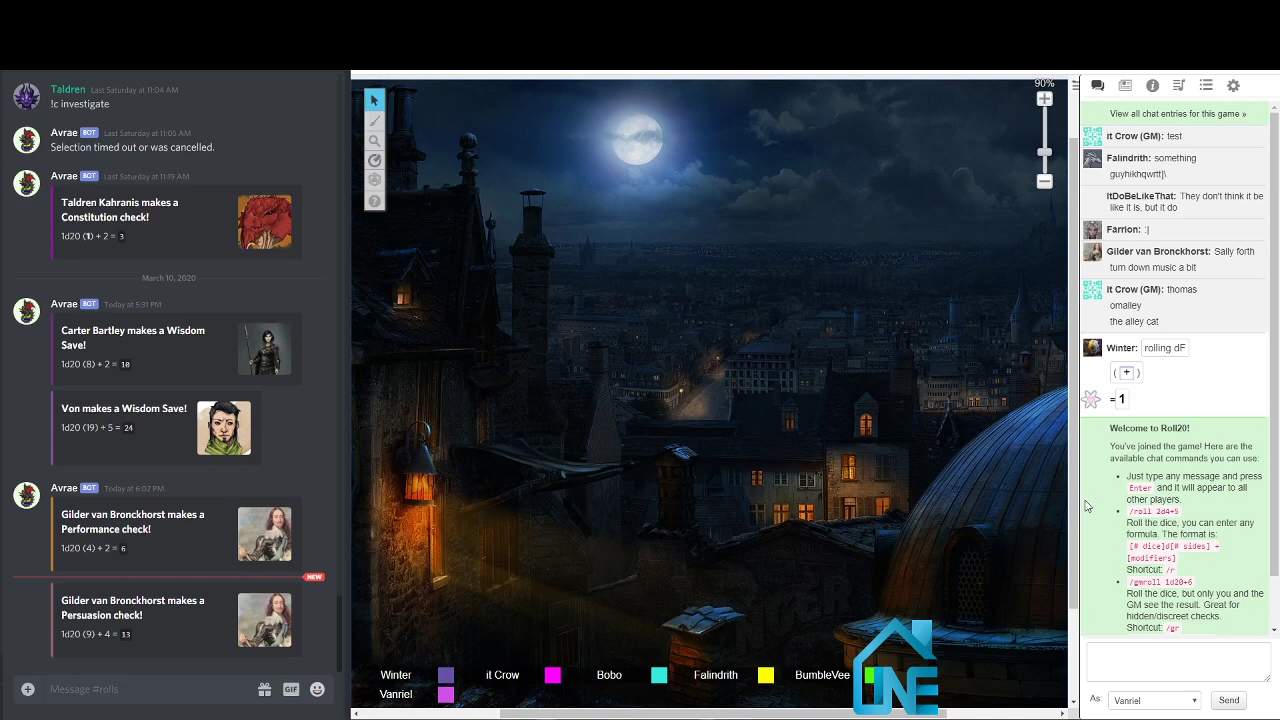 Taldren Last Saturday at 11:04 AM
!c investigate
Avrae BOT Last Saturday at 11:05 AM
Selection timed out or was cancelled.
Avrae BOT Last Saturday at 11:19 AM
Taldren Kahranis makes a
Constitution check!
1d20 (1) + 2 = 3
March 10, 2020
Avrae BOT Today at 5:31 PM
Carter Bartley makes a Wisdom
Save!
1d20 (8) + 2 = 10
Von makes a Wisdom Save!
1d20 (19) + 5 = 24
Avrae BOT Today at 6:02 PM
Gilder van Bronckhorst makes a
Performance check!
1d20 (4) + 2 = 6
NEW
Gilder van Bronckhorst makes a
Persuasion check!
1d20 (9) + 4 = 13
Message #rolls
GIF
90%
Winter
it Crow
Bobo
Falindrith
BumbleVee
Vanriel
NE
View all chat entries for this game »
it Crow (GM): test
Falindrith: something
guyhikhqwrtt]\
ItDoBeLikeThat: They don't think it be
like it is, but it do
Farrion: :|
Gilder van Bronckhorst: Sally forth
turn down music a bit
it Crow (GM): thomas
omalley
the alley cat
Winter: rolling dF
( + )
=1
Welcome to Roll20!
You've joined the game! Here are the
available chat commands you can use:
Just type any message and press
Enter and it will appear to all
other players.
/roll 2d4+5
Roll the dice, you can enter any
formula. The format is:
[# dice]d[# sides] +
[modifiers]
Shortcut: /r
/gmroll 1d20+6
Roll the dice, but only you and the
GM see the result. Great for
hidden/discreet checks.
Shortcut: /gr
As: Vanriel Send